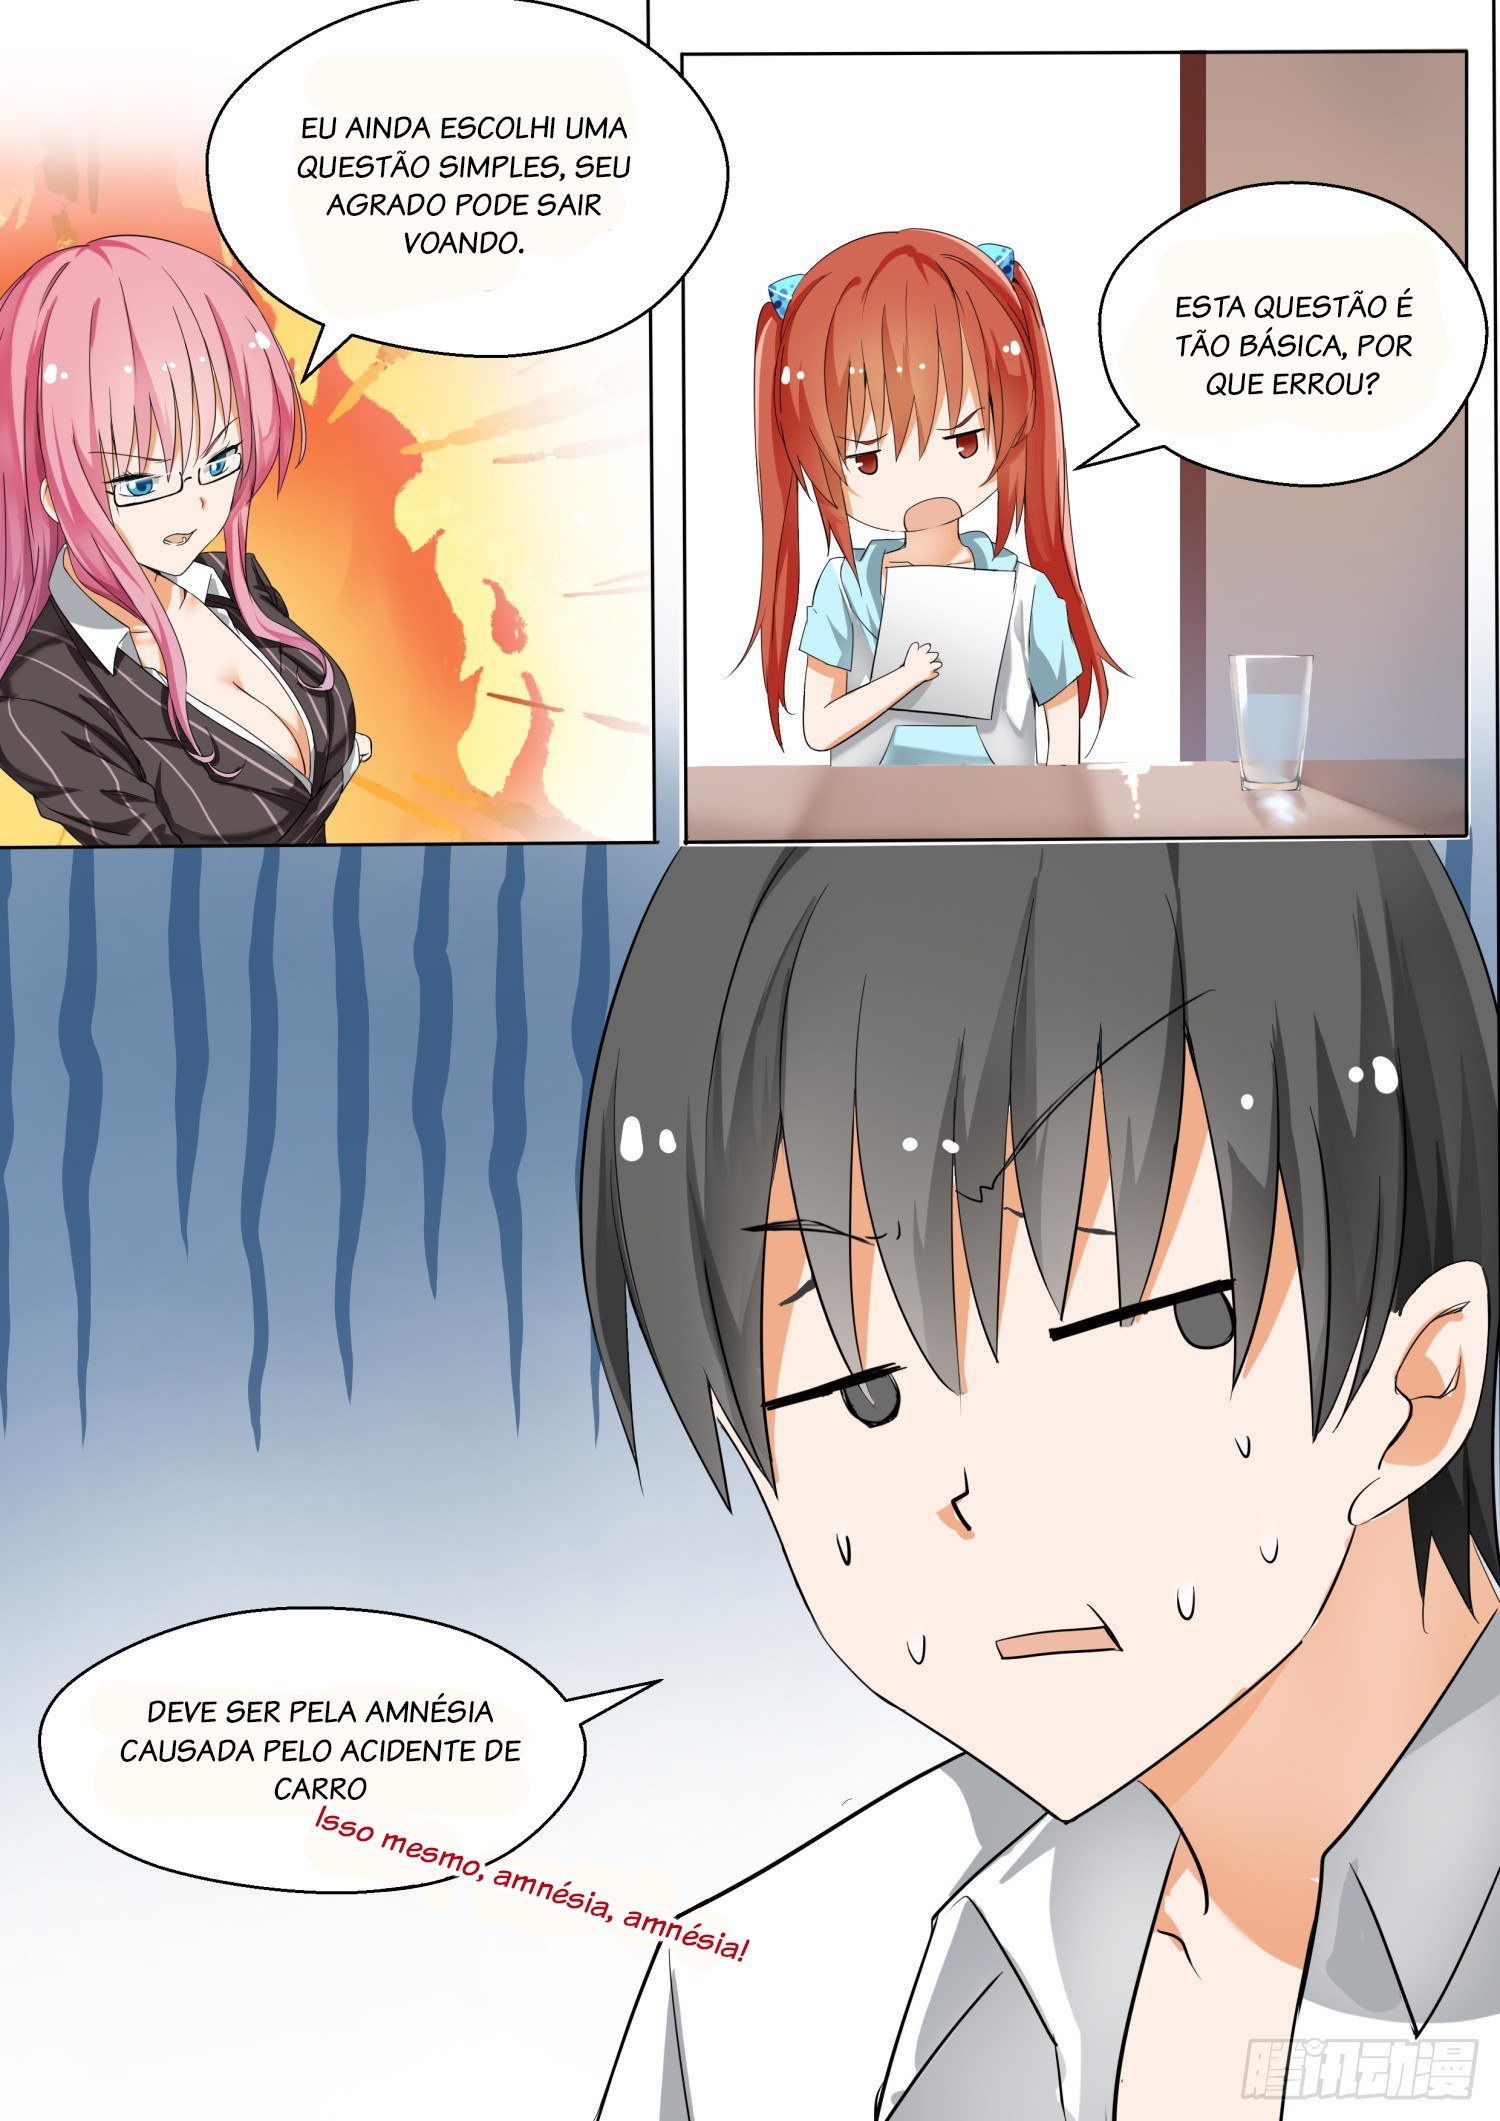 EU AINDA ESCOLHI UMA
QUESTÃO SIMPLES, SEU
AGRADO PODE SAIR
VOANDO.
ESTA QUESTÃO É
TÃO BÁSICA, POR
QUE ERROU?
DEVE SER PELA AMNÉSIA
CAUSADA PELO ACIDENTE DE
CARRO
Isso mesmo, amnésia, amnésia!
腾讯动漫